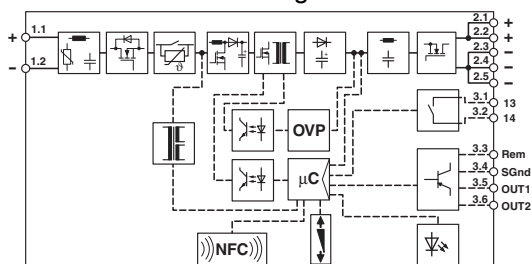 + 1.1
− 1.2
ϑ
2.1 +
2.2 +
2.3 −
2.4 −
2.5 −
3.1 13
3.2 14
OVP
μC
3.3 Rem
3.4 SGnd
3.5 OUT1
3.6 OUT2
NFC